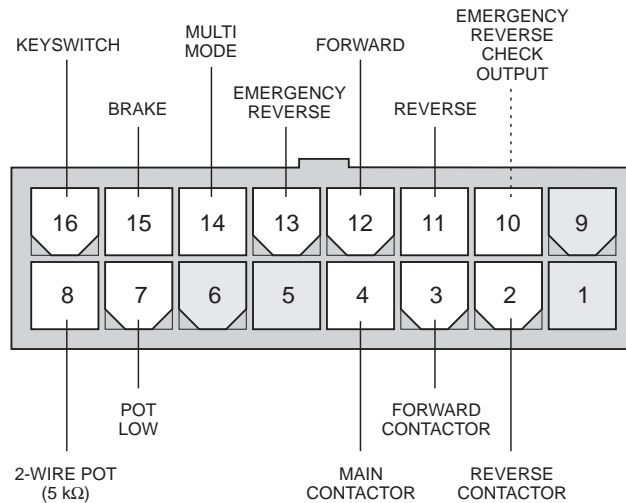 KEYSWITCH
MULTI
MODE
FORWARD
EMERGENCY
REVERSE
CHECK
OUTPUT
BRAKE
EMERGENCY
REVERSE
REVERSE
16 15 14 13 12 11 10 9
8 7 6 5 4 3 2 1
POT
LOW
FORWARD
CONTACTOR
2-WIRE POT
(5 kΩ)
MAIN
CONTACTOR
REVERSE
CONTACTOR